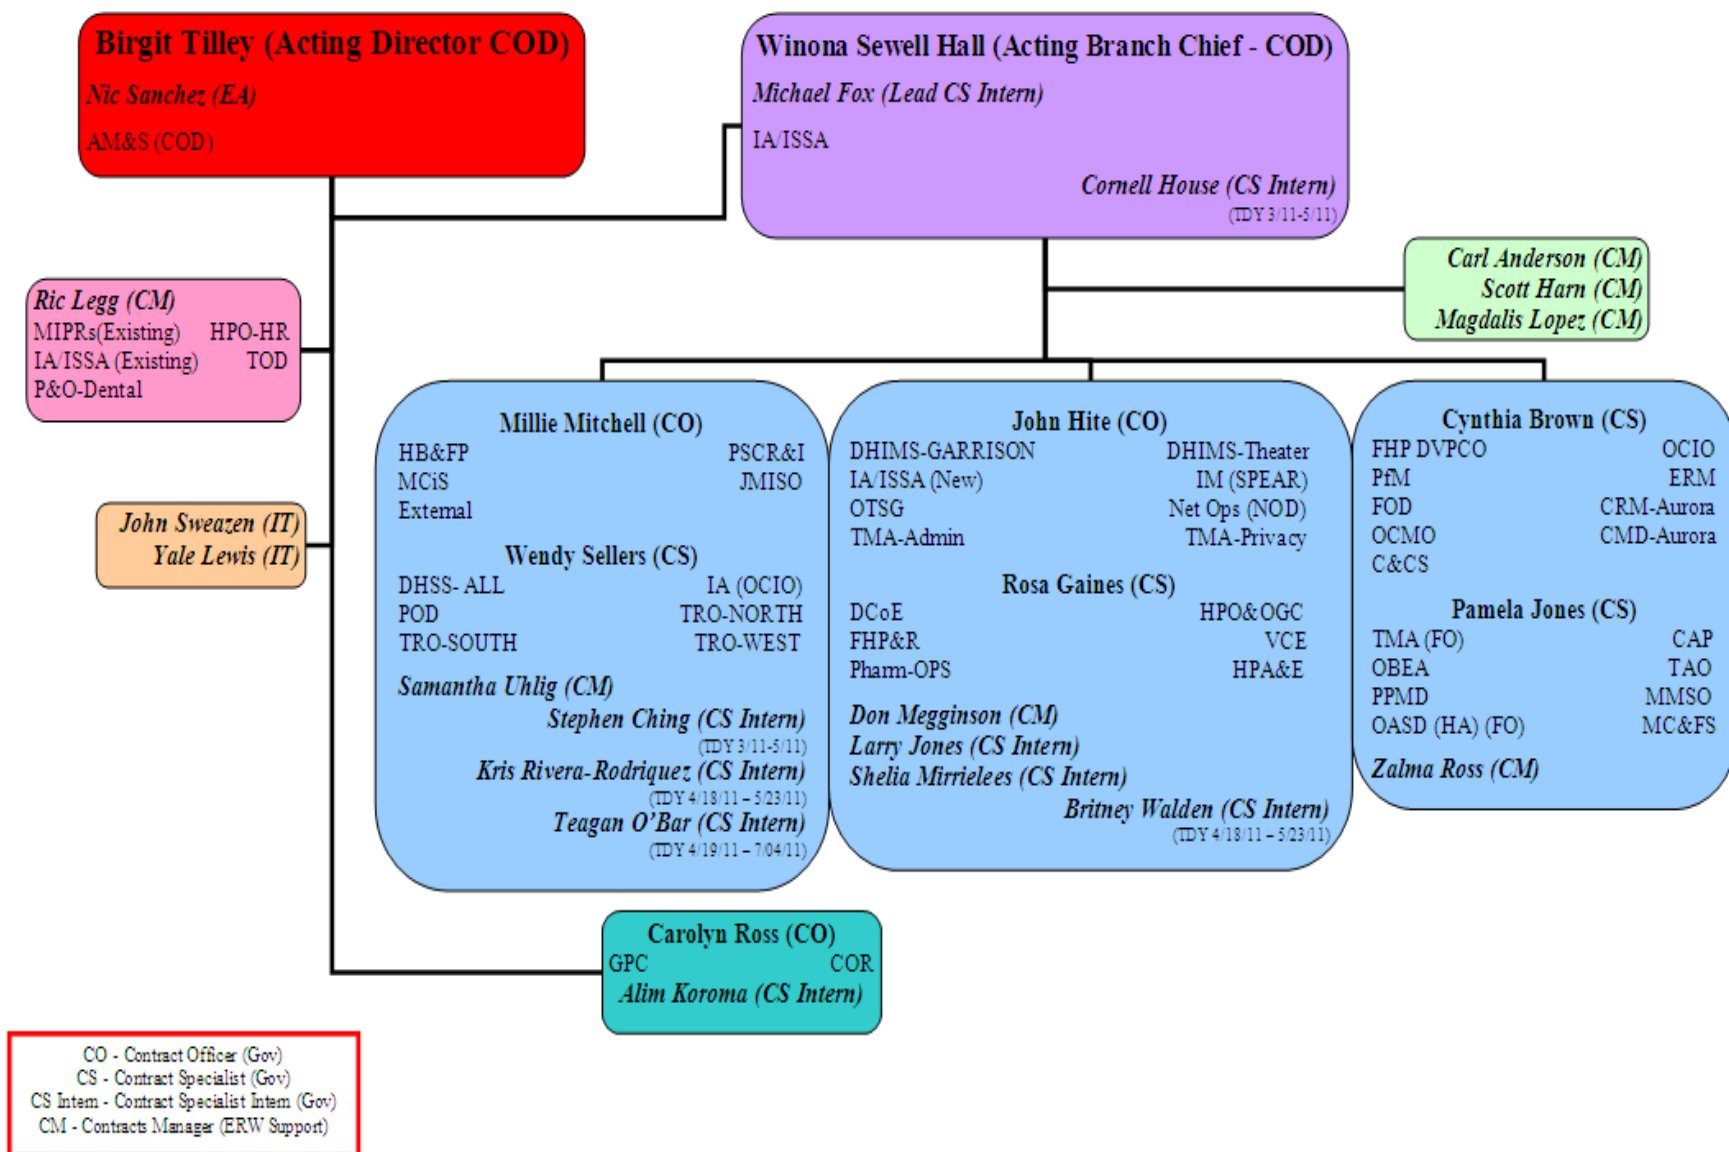 Birgit Tilley (Acting Director COD)
Nic Sanchez (EA)
AM&S (COD)
Winona Sewell Hall (Acting Branch Chief - COD)
Michael Fox (Lead CS Intern)
IA/ISSA
Cornell House (CS Intern)
(TDY 3/11-5/11)
Carl Anderson (CM)
Scott Harn (CM)
Magdalis Lopez (CM)
Ric Legg (CM)
MIPRs(Existing) HPO-HR
IA/ISSA (Existing) TOD
P&O-Dental
John Sweazen (IT)
Yale Lewis (IT)
Millie Mitchell (CO)
HB&FP PSCR&I
MCiS JMISO
External
Wendy Sellers (CS)
DHSS- ALL IA (OCIO)
POD TRO-NORTH
TRO-SOUTH TRO-WEST
Samantha Uhlig (CM)
Stephen Ching (CS Intern)
(TDY 3/11-5/11)
Kris Rivera-Rodriquez (CS Intern)
(TDY 4/18/11 – 5/23/11)
Teagan O’Bar (CS Intern)
(TDY 4/19/11 – 7/04/11)
John Hite (CO)
DHIMS-GARRISON DHIMS-Theater
IA/ISSA (New) IM (SPEAR)
OTSG Net Ops (NOD)
TMA-Admin TMA-Privacy
Rosa Gaines (CS)
DCoE HPO&OGC
FHP&R VCE
Pharm-OPS HPA&E
Don Megginson (CM)
Larry Jones (CS Intern)
Shelia Mirrielees (CS Intern)
Britney Walden (CS Intern)
(TDY 4/18/11 – 5/23/11)
Cynthia Brown (CS)
FHP DVPCO OCIO
PfM ERM
FOD CRM-Aurora
OCMO CMD-Aurora
C&CS
Pamela Jones (CS)
TMA (FO) CAP
OBEA TAO
PPMD MMSO
OASD (HA) (FO) MC&FS
Zalma Ross (CM)
Carolyn Ross (CO)
GPC COR
Alim Koroma (CS Intern)
CO - Contract Officer (Gov)
CS - Contract Specialist (Gov)
CS Intern - Contract Specialist Intern (Gov)
CM - Contracts Manager (ERW Support)